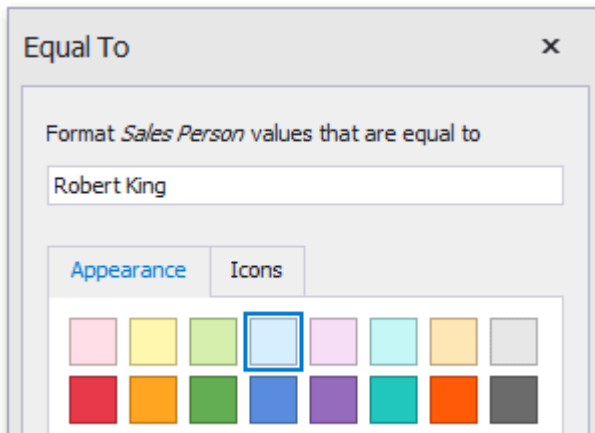 Equal To
Format Sales Person values that are equal to
Robert King
Appearance Icons